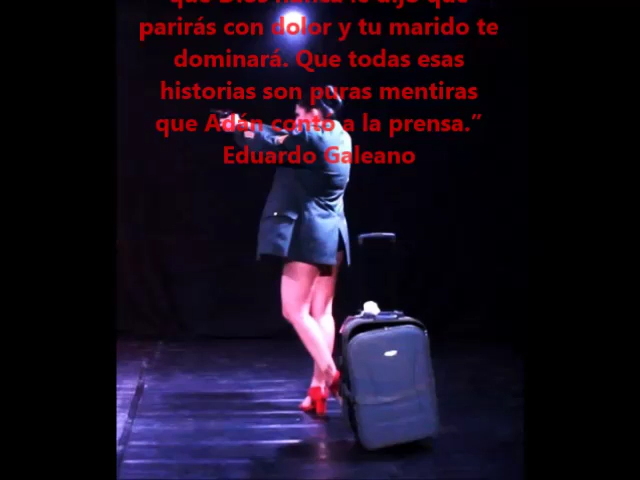 que Dios nunca le dijo que
parirás con dolor y tu marido te
dominará. Que todas esas
historias son puras mentiras
que Adán contó a la prensa.”
Eduardo Galeano